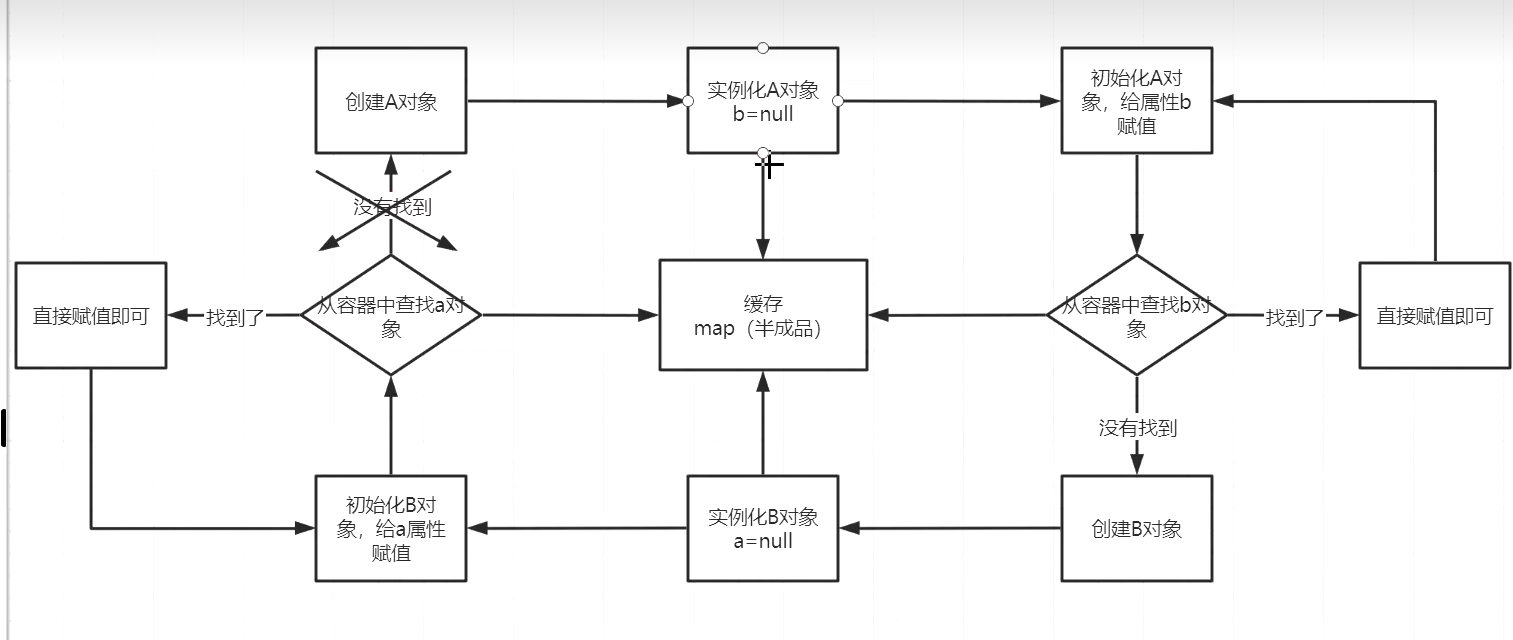 创建A对象
实例化A对象
b=null
初始化A对
象，给属性b
赋值
没有找到
直接赋值即可
找到了
从容器中查找a对
象
缓存
map（半成品）
从容器中查找b对
象
找到了
直接赋值即可
没有找到
初始化B对
象，给a属性
赋值
实例化B对象
a=null
创建B对象